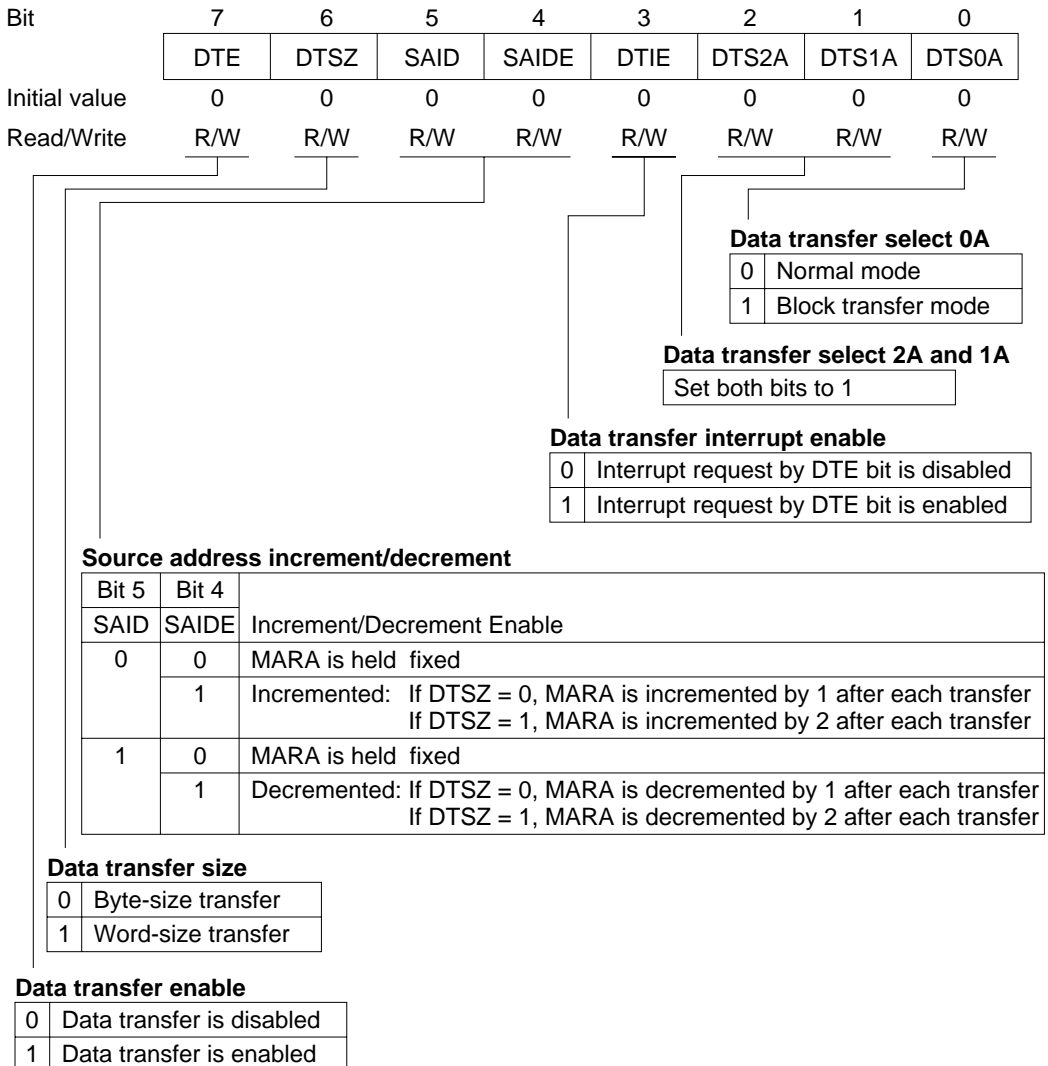 Bit 7 6 5 4 3 2 1 0
DTE DTSZ SAID SAIDE DTIE DTS2A DTS1A DTS0A
Initial value 0 0 0 0 0 0 0 0
Read/Write R/W R/W R/W R/W R/W R/W R/W R/W
Data transfer select 0A
0 Normal mode
1 Block transfer mode
Data transfer select 2A and 1A
Set both bits to 1
Data transfer interrupt enable
0 Interrupt request by DTE bit is disabled
1 Interrupt request by DTE bit is enabled
Source address increment/decrement
Bit 5 Bit 4
SAID SAIDE Increment/Decrement Enable
0 0 MARA is held fixed
1 Incremented: If DTSZ = 0, MARA is incremented by 1 after each transfer
If DTSZ = 1, MARA is incremented by 2 after each transfer
1 0 MARA is held fixed
1 Decremented: If DTSZ = 0, MARA is decremented by 1 after each transfer
If DTSZ = 1, MARA is decremented by 2 after each transfer
Data transfer size
0 Byte-size transfer
1 Word-size transfer
Data transfer enable
0 Data transfer is disabled
1 Data transfer is enabled